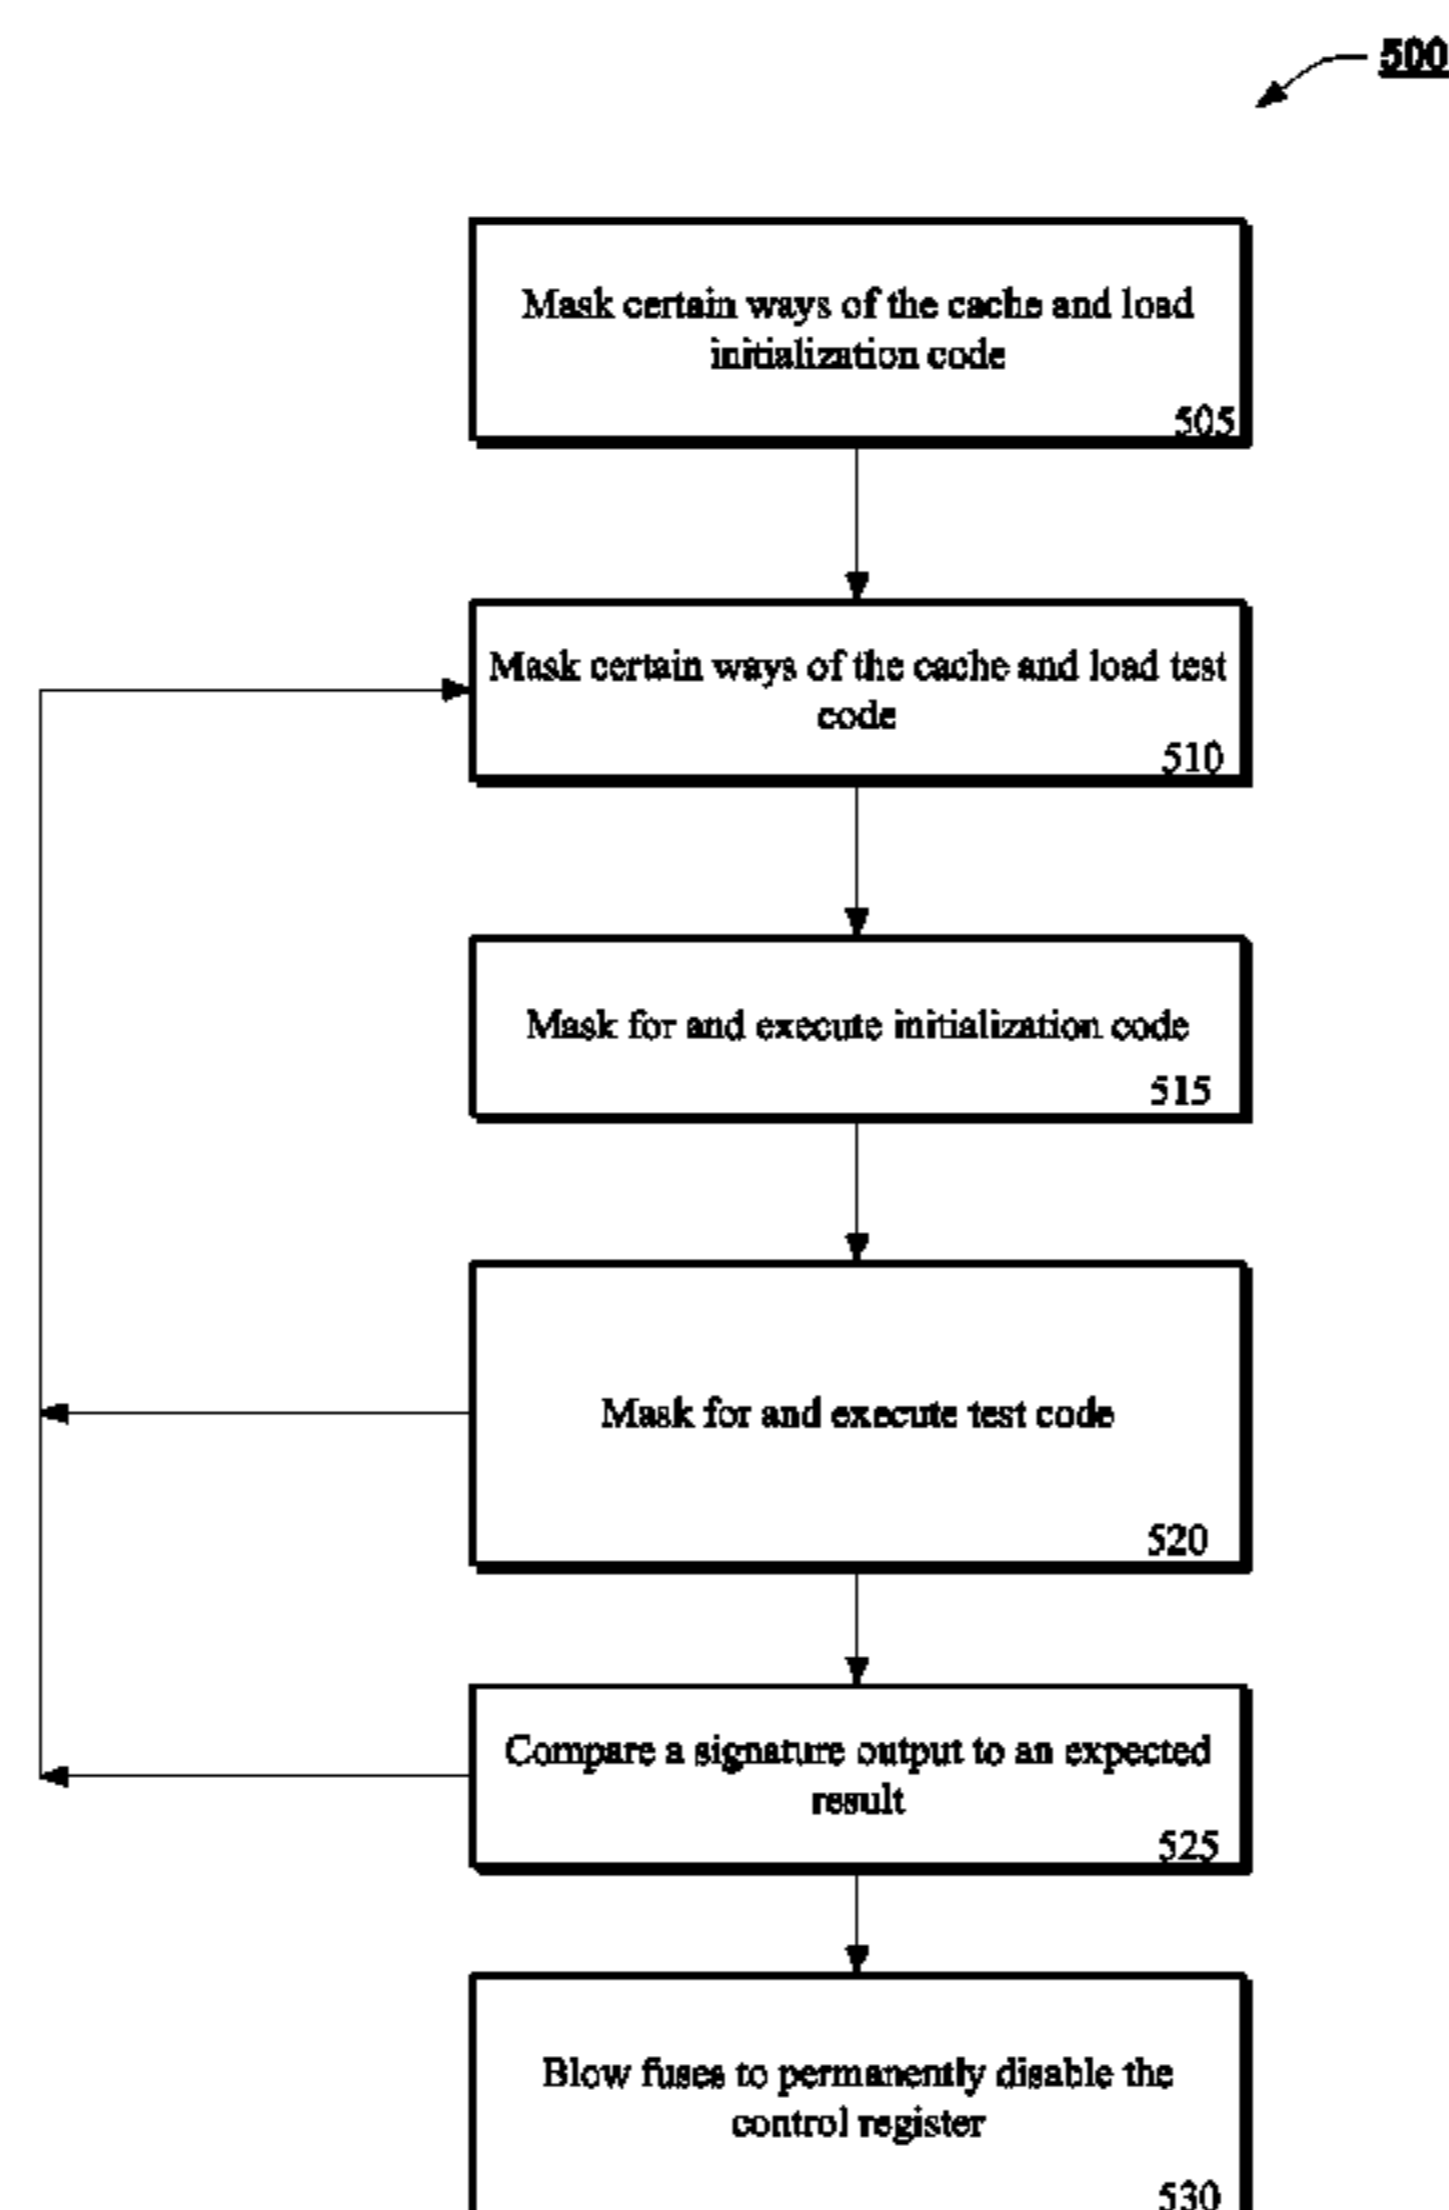 500
Mask certain ways of the cache and load
initialization code
505
Mask certain ways of the cache and load test
code
510
Mask for and execute initialization code
515
Mask for and execute test code
520
Compare a signature output to an expected
result
525
Blow fuses to permanently disable the
control register
530